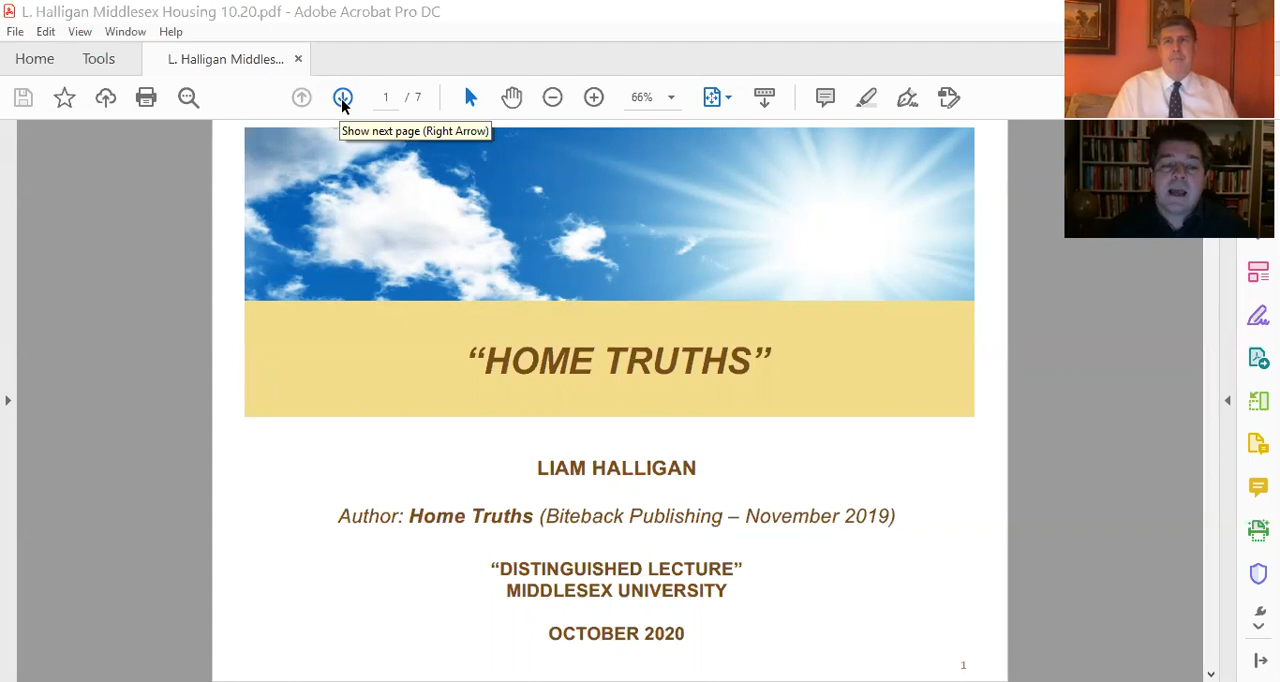 L. Halligan Middlesex Housing 10.20.pdf - Adobe Acrobat Pro DC
File Edit View Window Help
Home Tools L. Halligan Middles... ×
1 / 7 66%
Show next page (Right Arrow)
“HOME TRUTHS”
LIAM HALLIGAN
Author: Home Truths (Biteback Publishing – November 2019)
“DISTINGUISHED LECTURE”
MIDDLESEX UNIVERSITY
OCTOBER 2020
1